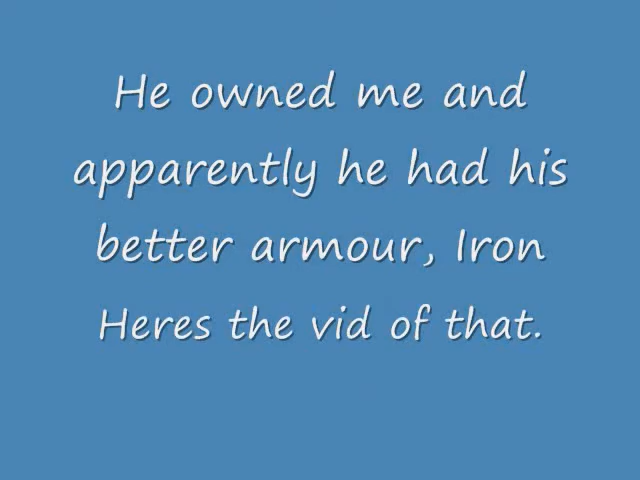 He owned me and
apparently he had his
better armour, Iron
Heres the vid of that.